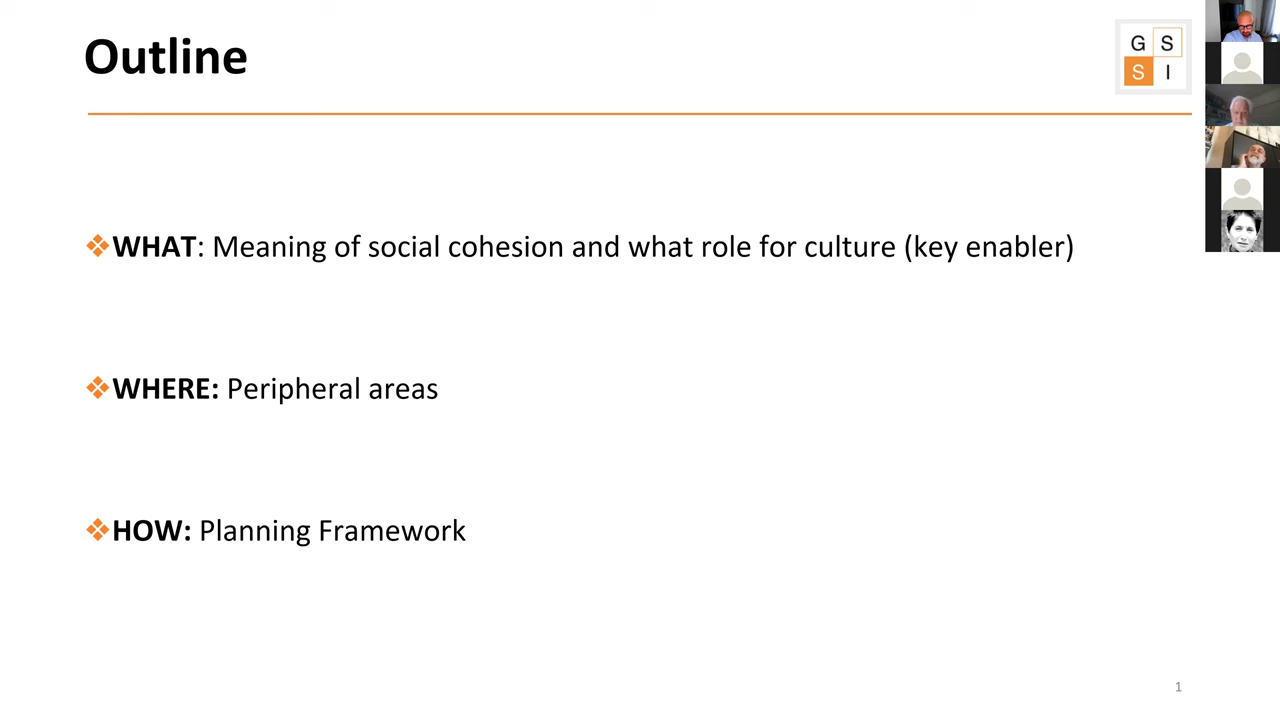 Outline
G S
S I
❖WHAT: Meaning of social cohesion and what role for culture (key enabler)
❖WHERE: Peripheral areas
❖HOW: Planning Framework
1